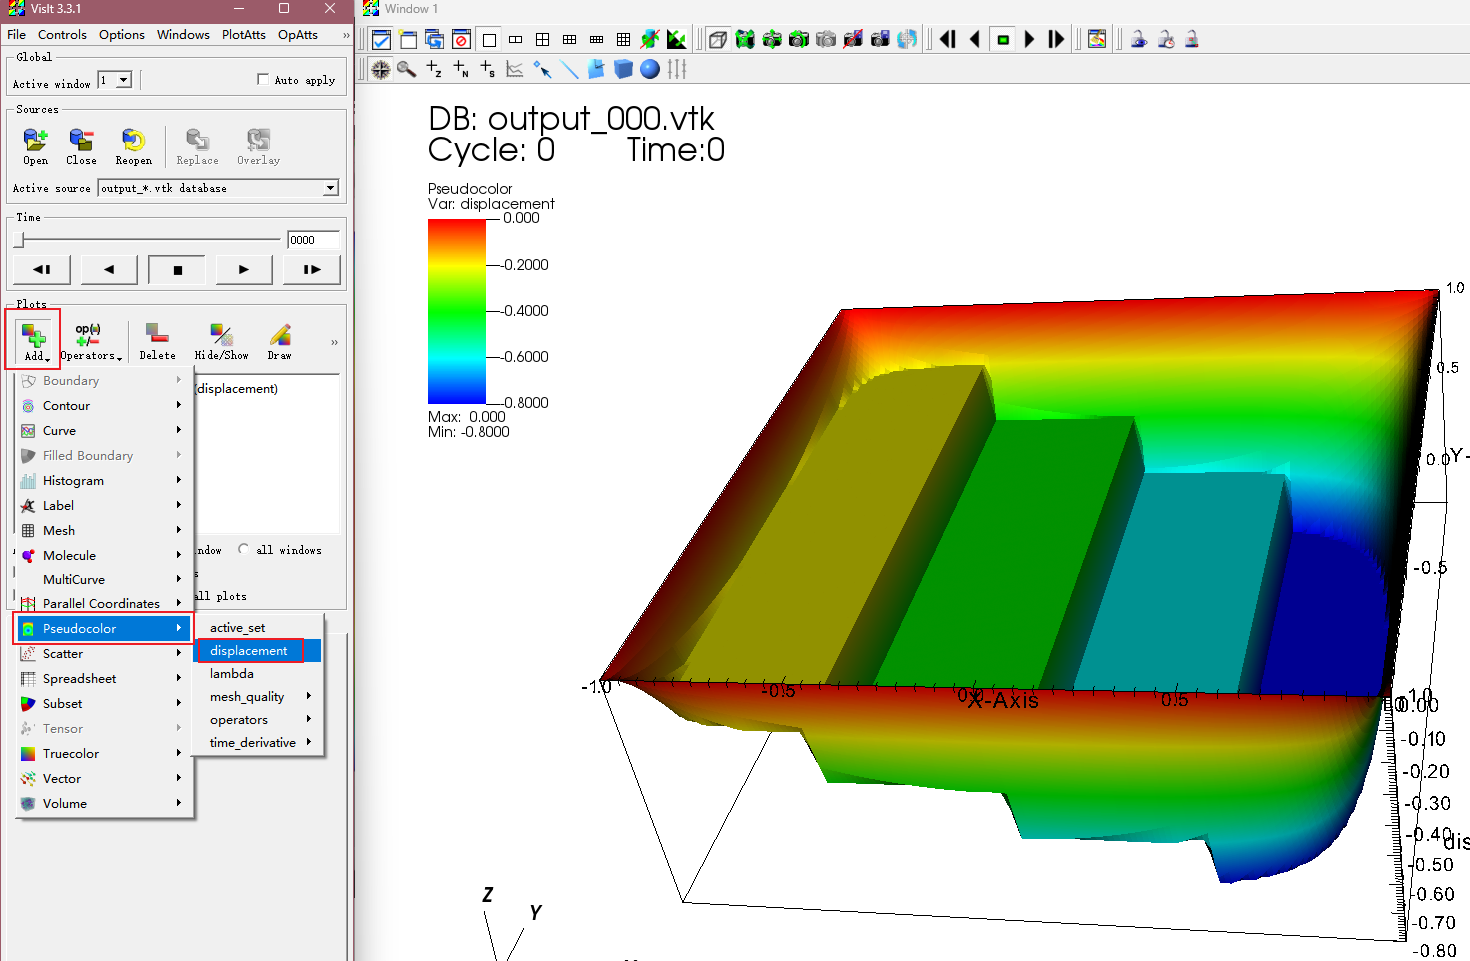 VisIt 3.3.1
File Controls Options Windows PlotAtts OpAtts »
Global
Active window 1
Auto apply
Sources
Open Close Reopen Replace Overlay
Active source output_*.vtk database
Time
0000
Plots
Add Operators Delete Hide/Show Draw »
(displacement)
all windows
all plots
Boundary
Contour
Curve
Filled Boundary
Histogram
Label
Mesh
Molecule
MultiCurve
Parallel Coordinates
Pseudocolor
Scatter
Spreadsheet
Subset
Tensor
Truecolor
Vector
Volume
active_set
displacement
lambda
mesh_quality
operators
time_derivative
Window 1
DB: output_000.vtk
Cycle: 0 Time:0
Pseudocolor
Var: displacement
0.000
-0.2000
-0.4000
-0.6000
-0.8000
Max: 0.000
Min: -0.8000
1.0
0.5
0.0
Y-
-0.5
-1.0
-0.5
0.0
X-Axis
0.5
1.0
0.00
-0.10
-0.20
-0.30
-0.40
dis
-0.50
-0.60
-0.70
-0.80
Z
Y